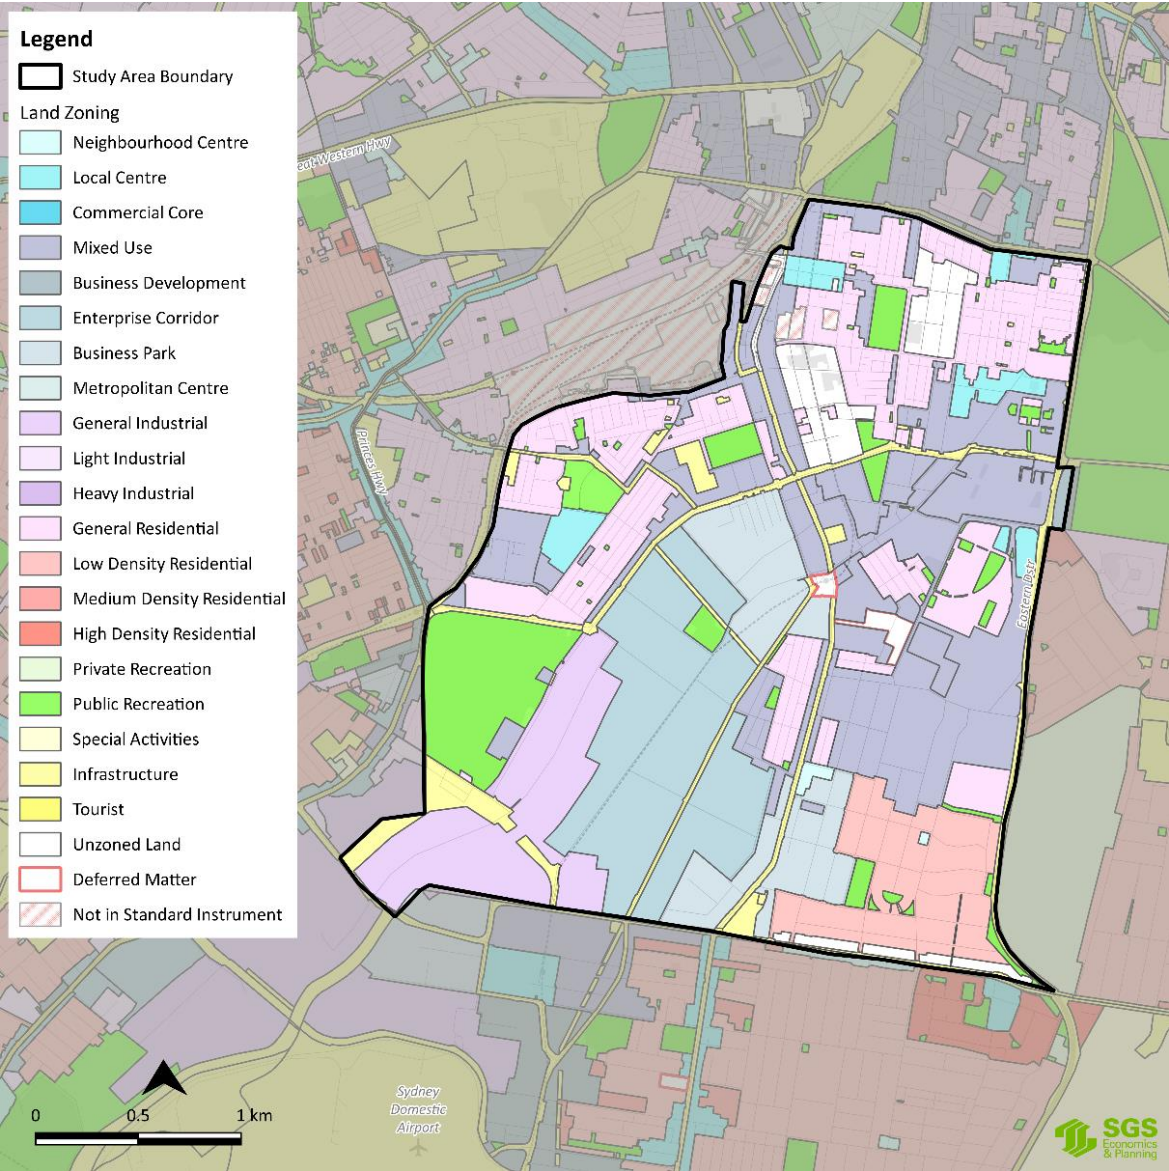 Legend
Study Area Boundary
Land Zoning
Neighbourhood Centre
Local Centre
Commercial Core
Mixed Use
Business Development
Enterprise Corridor
Business Park
Metropolitan Centre
General Industrial
Light Industrial
Heavy Industrial
General Residential
Low Density Residential
Medium Density Residential
High Density Residential
Private Recreation
Public Recreation
Special Activities
Infrastructure
Tourist
Unzoned Land
Deferred Matter
Not in Standard Instrument
eat Western Hwy
Princes Hwy
Eastern Dstr
Sydney
Domestic
Airport
0 0.5 1 km
SGS
Economics
& Planning